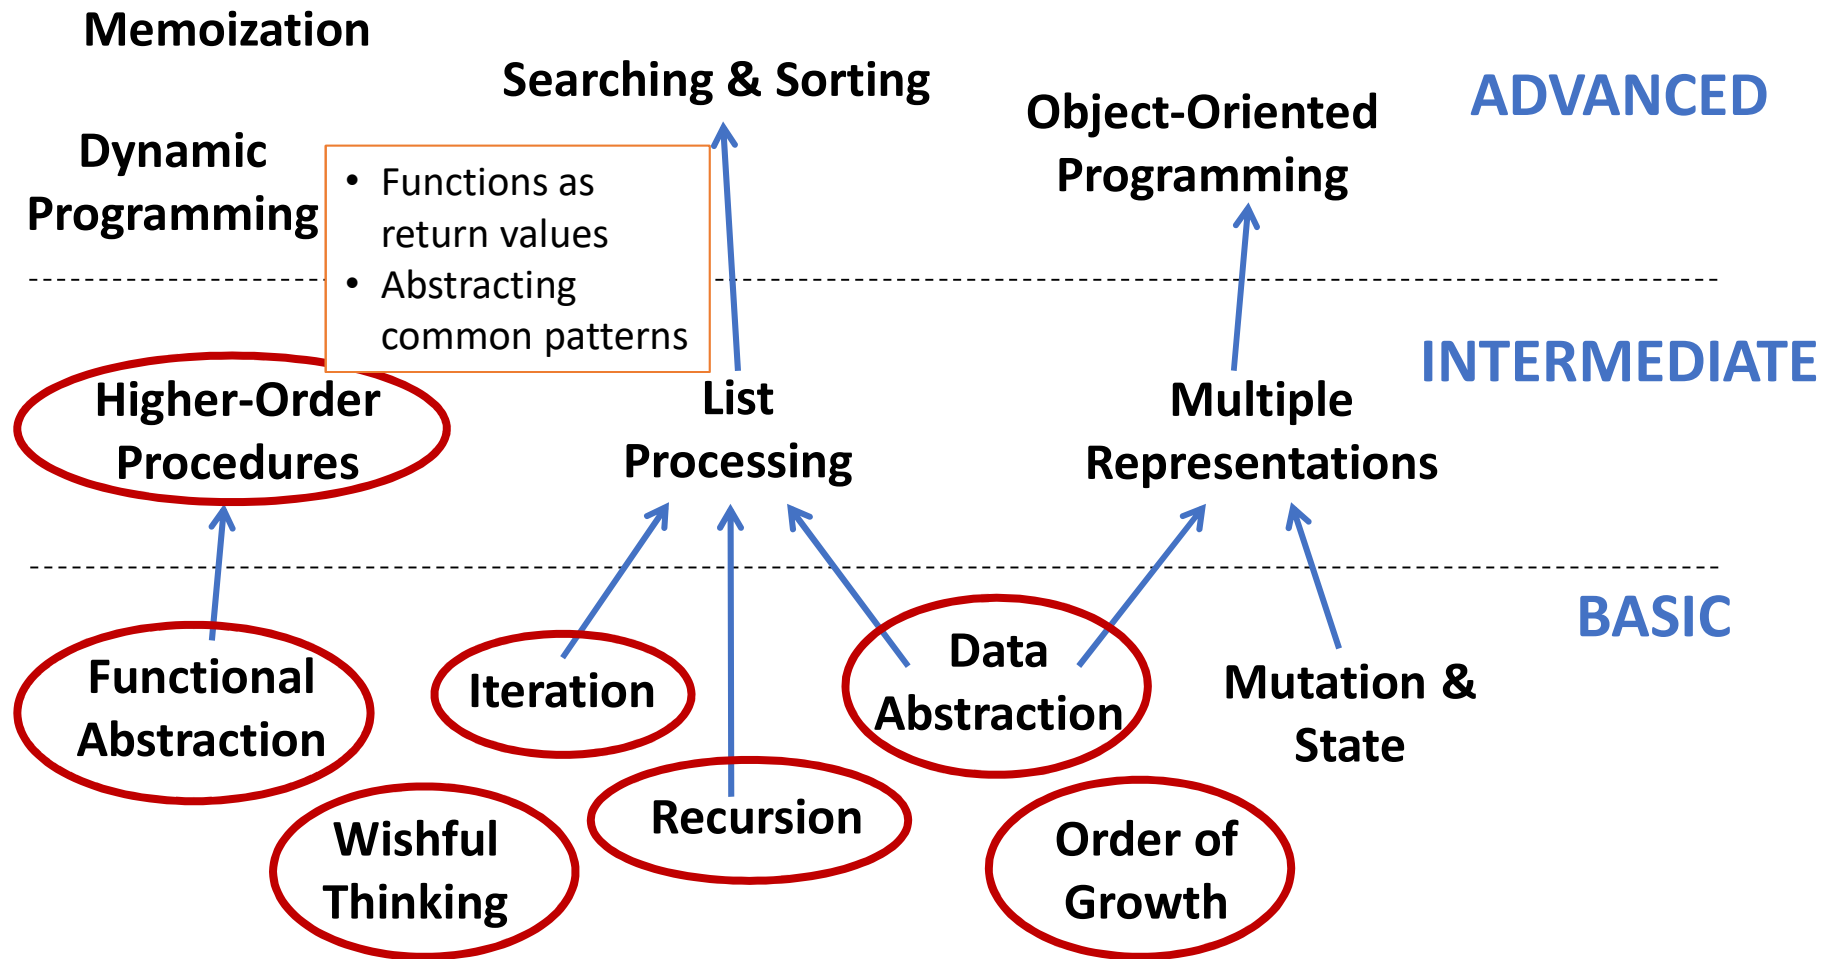 Memoization
Searching & Sorting
ADVANCED
Object-Oriented
Programming
Dynamic
Programming
• Functions as
return values
• Abstracting
common patterns
INTERMEDIATE
Higher-Order
Procedures
List
Processing
Multiple
Representations
BASIC
Functional
Abstraction
Iteration
Data
Abstraction
Mutation &
State
Wishful
Thinking
Recursion
Order of
Growth